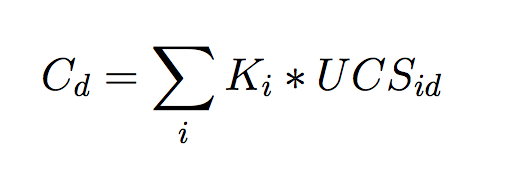 C_d = \sum_i K_i * UCS_{id}